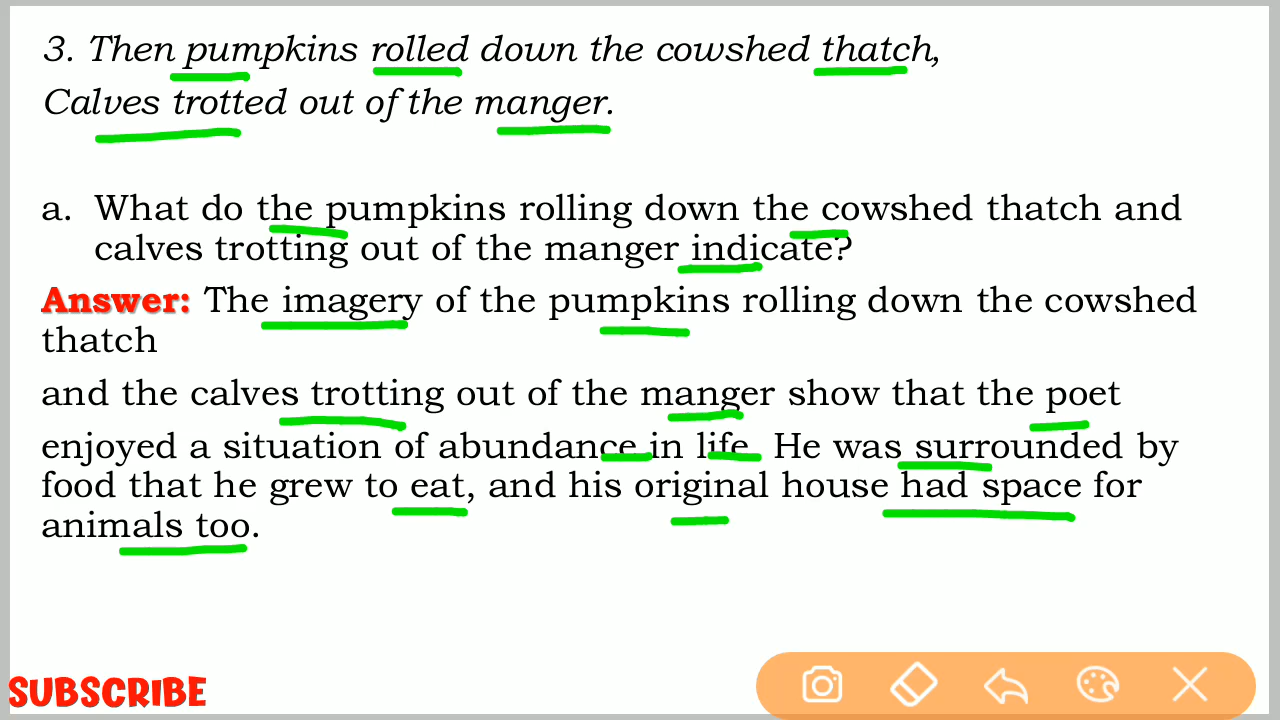 3. Then pumpkins rolled down the cowshed thatch,
Calves trotted out of the manger.
a. What do the pumpkins rolling down the cowshed thatch and
calves trotting out of the manger indicate?
Answer: The imagery of the pumpkins rolling down the cowshed
thatch
and the calves trotting out of the manger show that the poet
enjoyed a situation of abundance in life. He was surrounded by
food that he grew to eat, and his original house had space for
animals too.
SUBSCRIBE